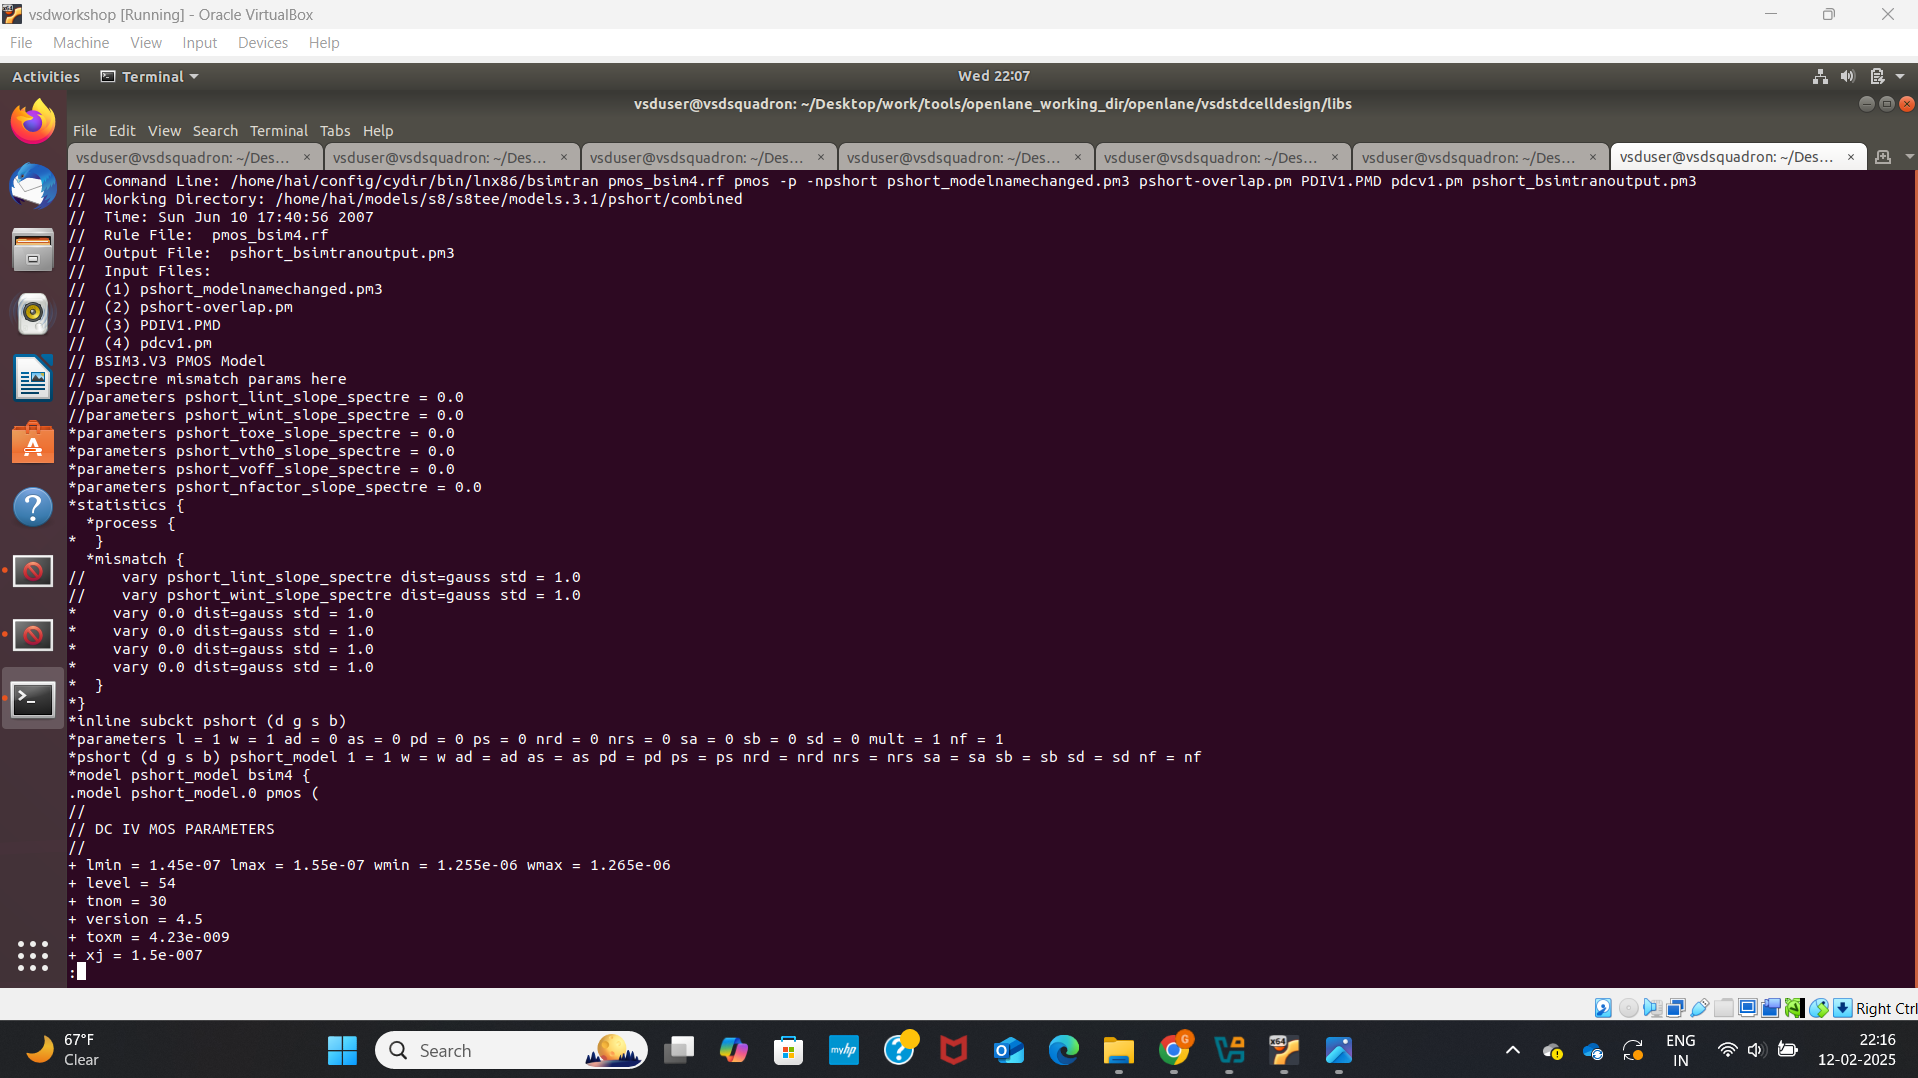 vsdworkshop [Running] - Oracle VirtualBox
File Machine View Input Devices Help
Activities Terminal Wed 22:07
vsduser@vsdsquadron: ~/Desktop/work/tools/openlane_working_dir/openlane/vsdstdcelldesign/libs
File Edit View Search Terminal Tabs Help
vsduser@vsdsquadron: ~/Des... × vsduser@vsdsquadron: ~/Des... × vsduser@vsdsquadron: ~/Des... × vsduser@vsdsquadron: ~/Des... × vsduser@vsdsquadron: ~/Des... × vsduser@vsdsquadron: ~/Des... × vsduser@vsdsquadron: ~/Des... ×
//  Command Line: /home/hai/config/cydir/bin/lnx86/bsimtran pmos_bsim4.rf pmos -p -npshort pshort_modelnamechanged.pm3 pshort-overlap.pm PDIV1.PMD pdcv1.pm pshort_bsimtranoutput.pm3
//  Working Directory: /home/hai/models/s8/s8tee/models.3.1/pshort/combined
//  Time: Sun Jun 10 17:40:56 2007
//  Rule File:  pmos_bsim4.rf
//  Output File:  pshort_bsimtranoutput.pm3
//  Input Files:
//  (1) pshort_modelnamechanged.pm3
//  (2) pshort-overlap.pm
//  (3) PDIV1.PMD
//  (4) pdcv1.pm
// BSIM3.V3 PMOS Model
// spectre mismatch params here
//parameters pshort_lint_slope_spectre = 0.0
//parameters pshort_wint_slope_spectre = 0.0
*parameters pshort_toxe_slope_spectre = 0.0
*parameters pshort_vth0_slope_spectre = 0.0
*parameters pshort_voff_slope_spectre = 0.0
*parameters pshort_nfactor_slope_spectre = 0.0
*statistics {
  *process {
*  }
  *mismatch {
//    vary pshort_lint_slope_spectre dist=gauss std = 1.0
//    vary pshort_wint_slope_spectre dist=gauss std = 1.0
*    vary 0.0 dist=gauss std = 1.0
*    vary 0.0 dist=gauss std = 1.0
*    vary 0.0 dist=gauss std = 1.0
*    vary 0.0 dist=gauss std = 1.0
*  }
*}
*inline subckt pshort (d g s b)
*parameters l = 1 w = 1 ad = 0 as = 0 pd = 0 ps = 0 nrd = 0 nrs = 0 sa = 0 sb = 0 sd = 0 mult = 1 nf = 1
*pshort (d g s b) pshort_model 1 = 1 w = w ad = ad as = as pd = pd ps = ps nrd = nrd nrs = nrs sa = sa sb = sb sd = sd nf = nf
*model pshort_model bsim4 {
.model pshort_model.0 pmos (
//
// DC IV MOS PARAMETERS
//
+ lmin = 1.45e-07 lmax = 1.55e-07 wmin = 1.255e-06 wmax = 1.265e-06
+ level = 54
+ tnom = 30
+ version = 4.5
+ toxm = 4.23e-009
+ xj = 1.5e-007
:
Right Ctrl
67°F
Clear
Search
myhp
ENG
IN
22:16
12-02-2025